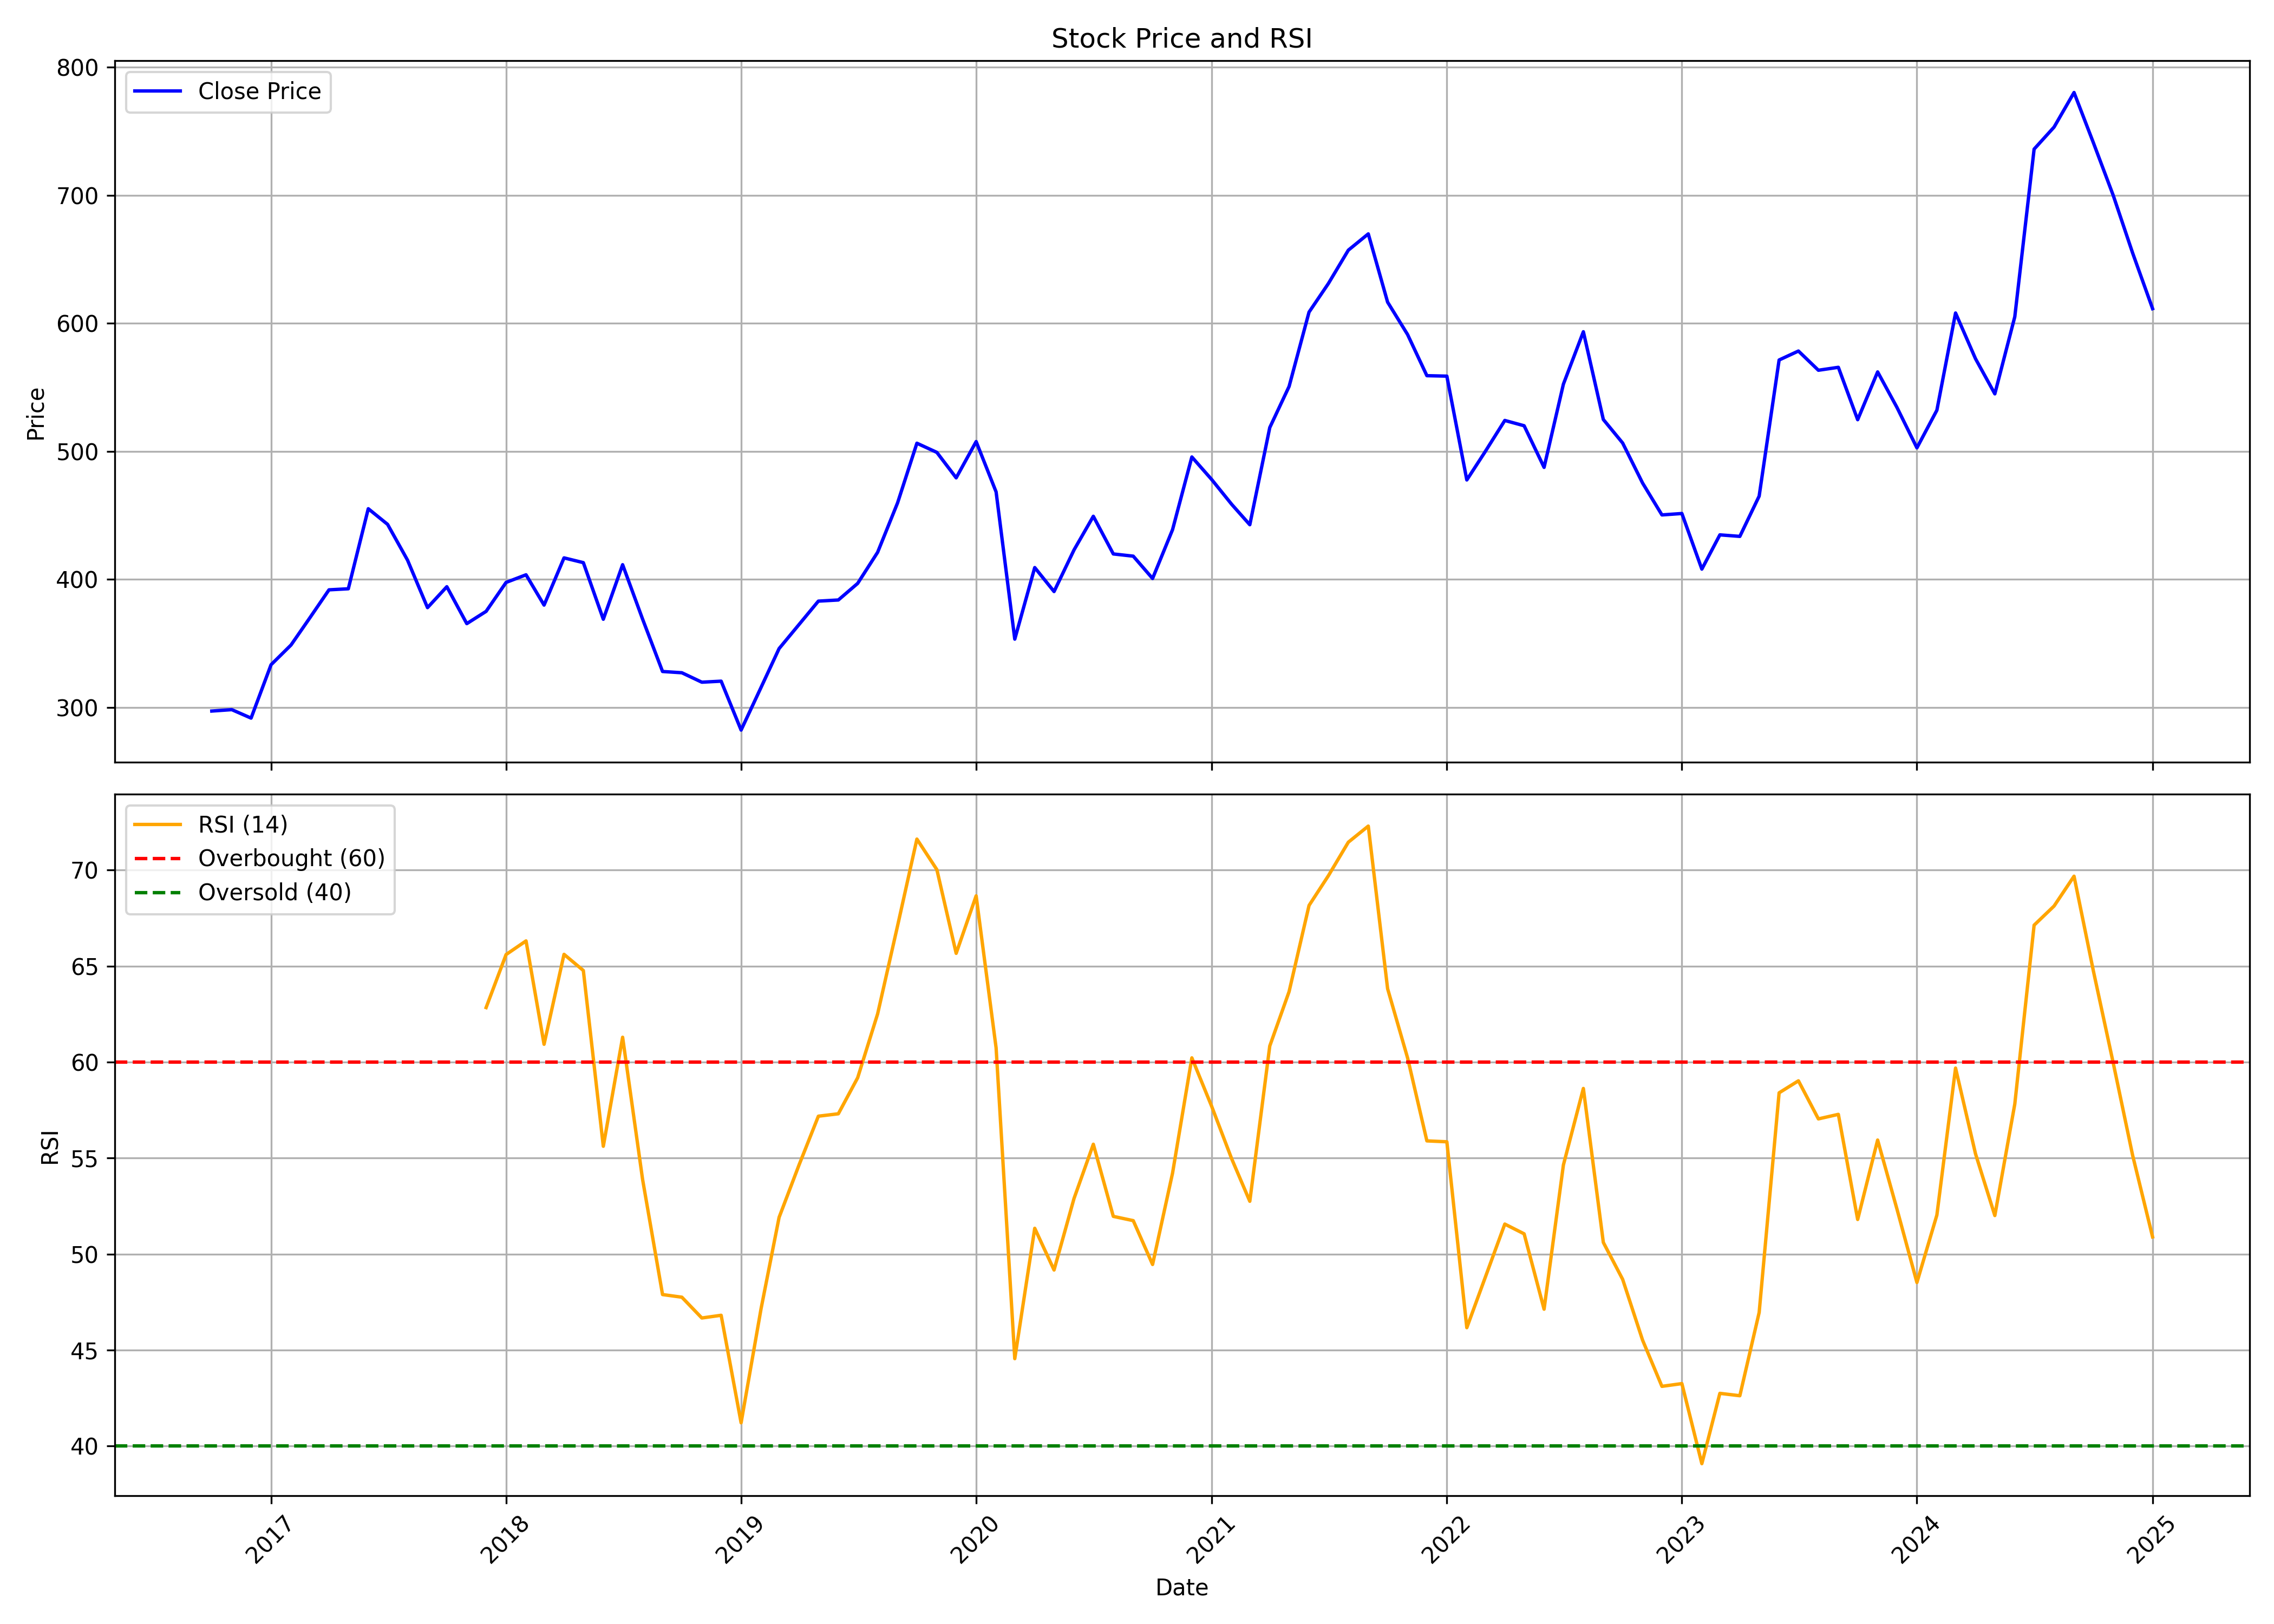 Stock Price and RSI
Close Price
800
700
600
500
400
300
Price
RSI (14)
Overbought (60)
Oversold (40)
70
65
60
55
50
45
40
RSI
2017
2018
2019
2020
2021
2022
2023
2024
2025
Date